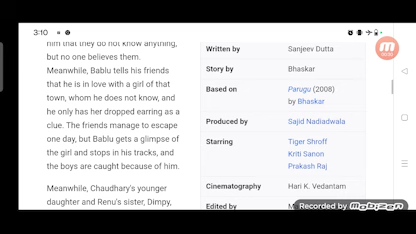 3:10
him that they do not know anything,
but no one believes them.
Meanwhile, Bablu tells his friends
that he is in love with a girl of that
town, whom he does not know, and
he only has her dropped earring as a
clue. The friends manage to escape
one day, but Bablu gets a glimpse of
the girl and stops in his tracks, and
the boys are caught because of him.
Meanwhile, Chaudhary's younger
daughter and Renu's sister, Dimpy,
Written by Sanjeev Dutta
Story by Bhaskar
Based on Parugu (2008)
by Bhaskar
Produced by Sajid Nadiadwala
Starring Tiger Shroff
Kriti Sanon
Prakash Raj
Cinematography Hari K. Vedantam
Edited by
Recorded by Mobizen